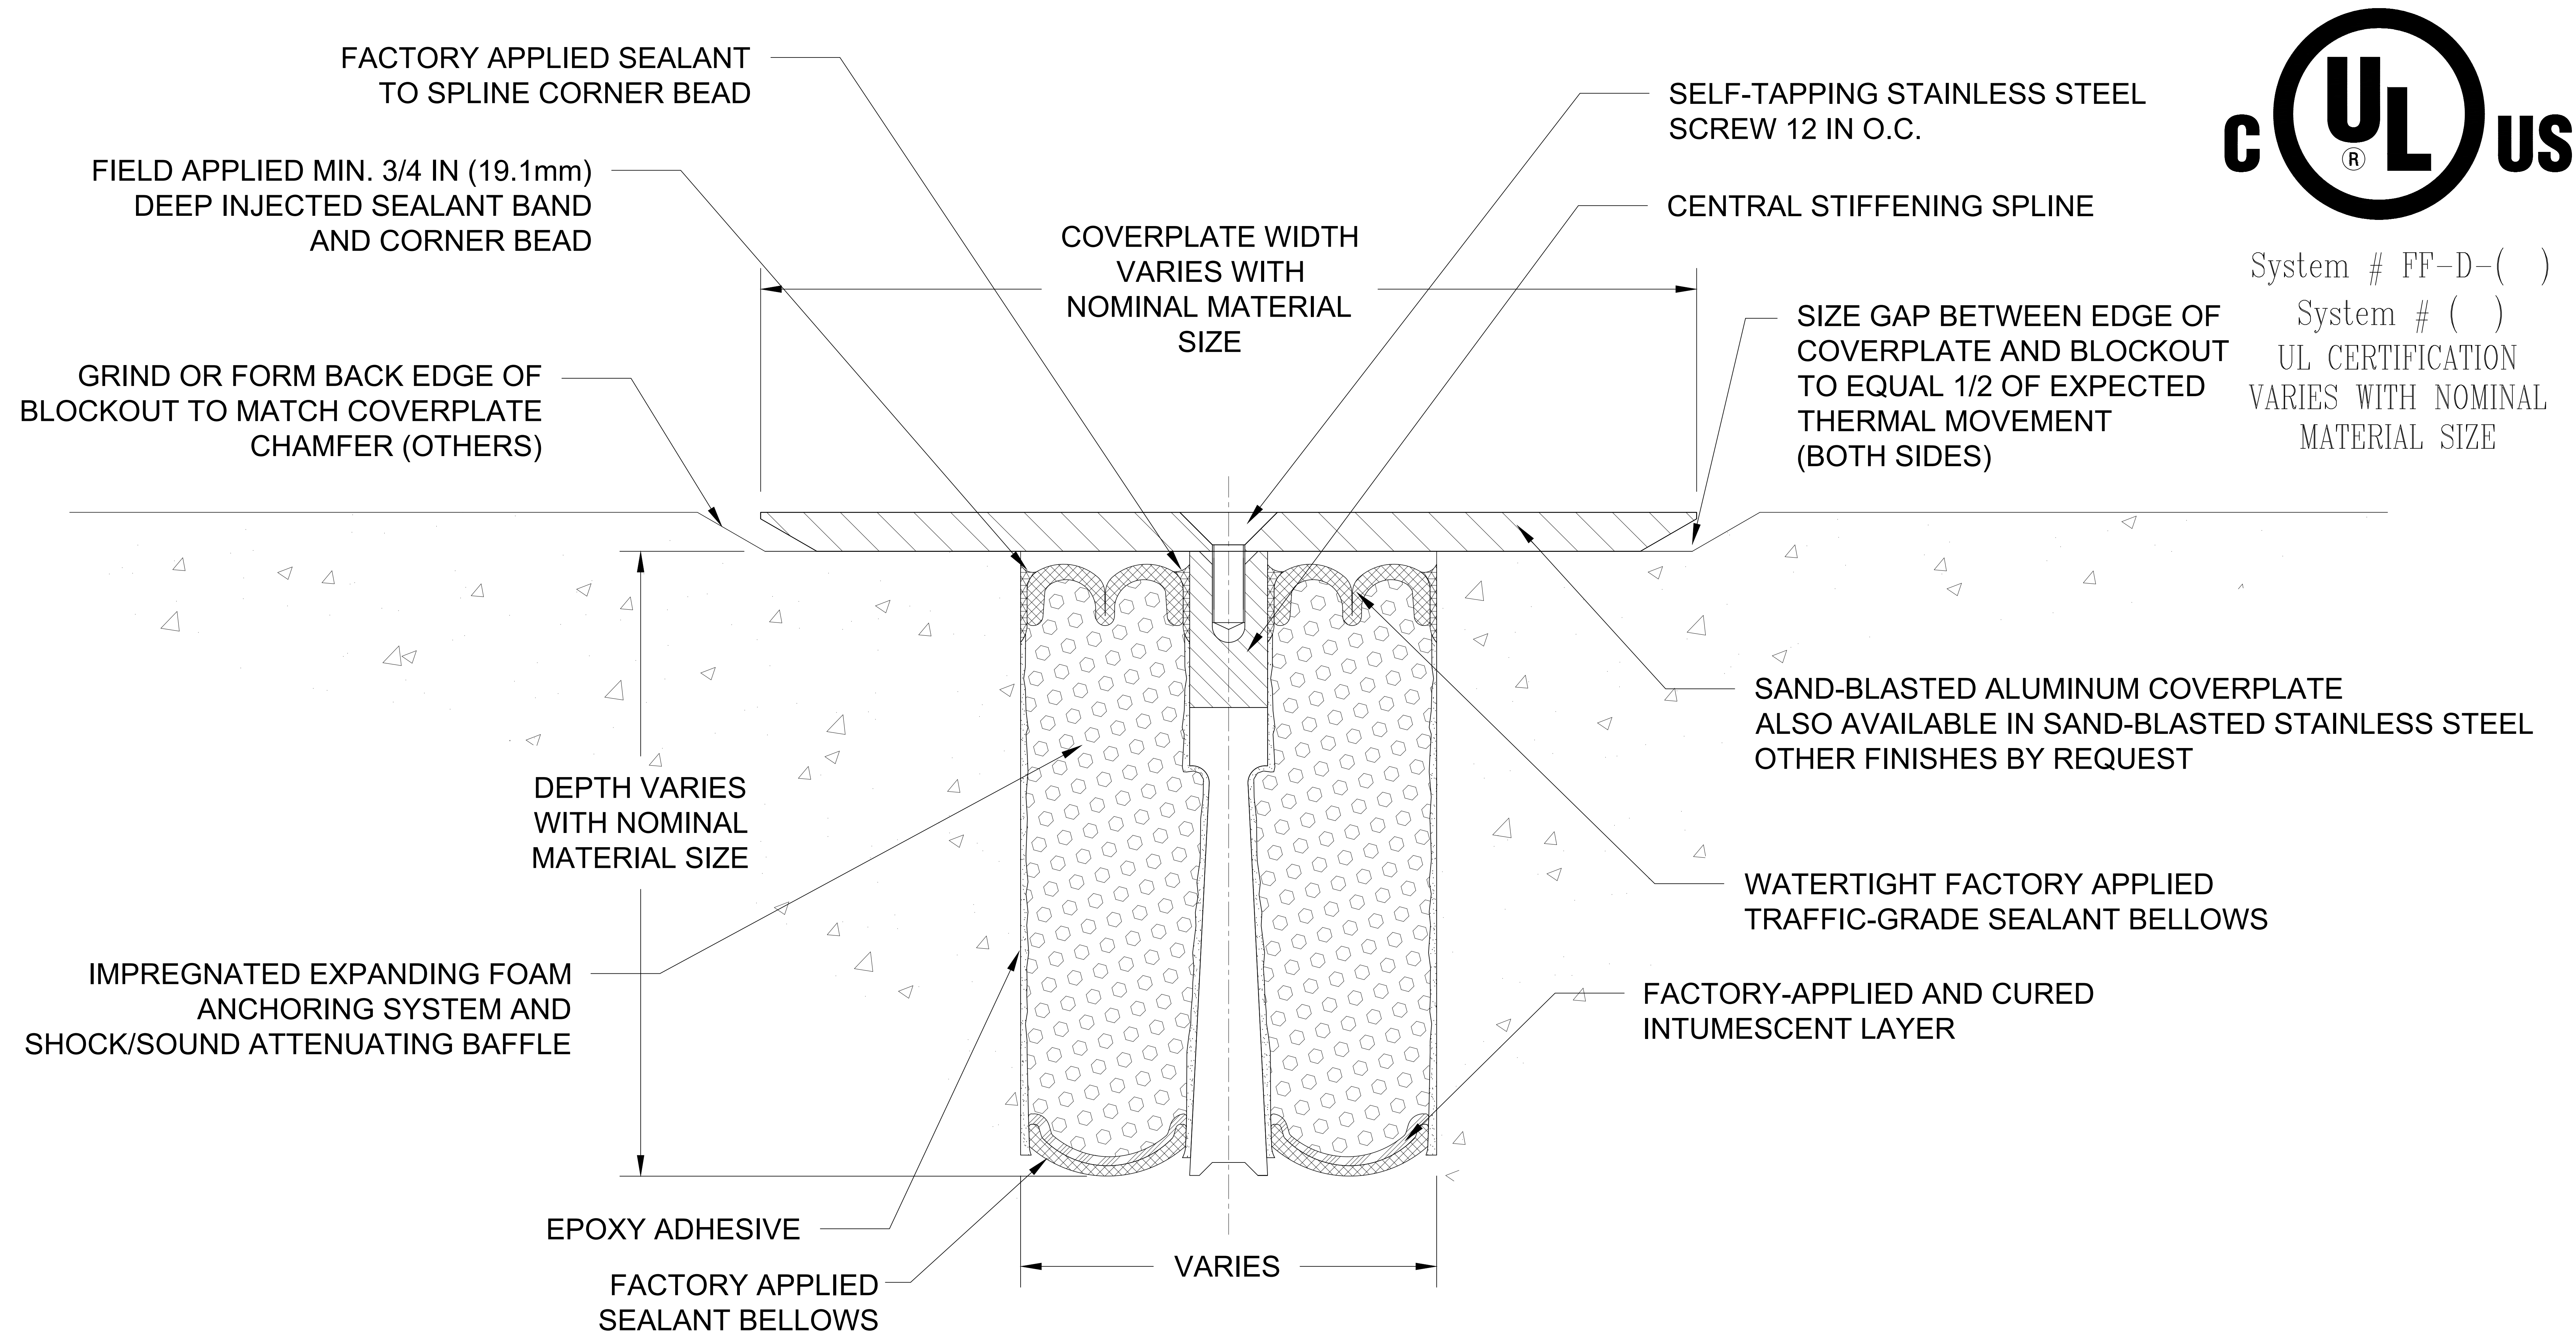 FACTORY APPLIED SEALANT
TO SPLINE CORNER BEAD
FIELD APPLIED MIN. 3/4 IN (19.1mm)
DEEP INJECTED SEALANT BAND
AND CORNER BEAD
GRIND OR FORM BACK EDGE OF
BLOCKOUT TO MATCH COVERPLATE
CHAMFER (OTHERS)
COVERPLATE WIDTH
VARIES WITH
NOMINAL MATERIAL
SIZE
SELF-TAPPING STAINLESS STEEL
SCREW 12 IN O.C.
CENTRAL STIFFENING SPLINE
SIZE GAP BETWEEN EDGE OF
COVERPLATE AND BLOCKOUT
TO EQUAL 1/2 OF EXPECTED
THERMAL MOVEMENT
(BOTH SIDES)
C UL ® US
System # FF-D-( )
System # ( )
UL CERTIFICATION
VARIES WITH NOMINAL
MATERIAL SIZE
SAND-BLASTED ALUMINUM COVERPLATE
ALSO AVAILABLE IN SAND-BLASTED STAINLESS STEEL
OTHER FINISHES BY REQUEST
DEPTH VARIES
WITH NOMINAL
MATERIAL SIZE
WATERTIGHT FACTORY APPLIED
TRAFFIC-GRADE SEALANT BELLOWS
IMPREGNATED EXPANDING FOAM
ANCHORING SYSTEM AND
SHOCK/SOUND ATTENUATING BAFFLE
FACTORY-APPLIED AND CURED
INTUMESCENT LAYER
EPOXY ADHESIVE
FACTORY APPLIED
SEALANT BELLOWS
VARIES